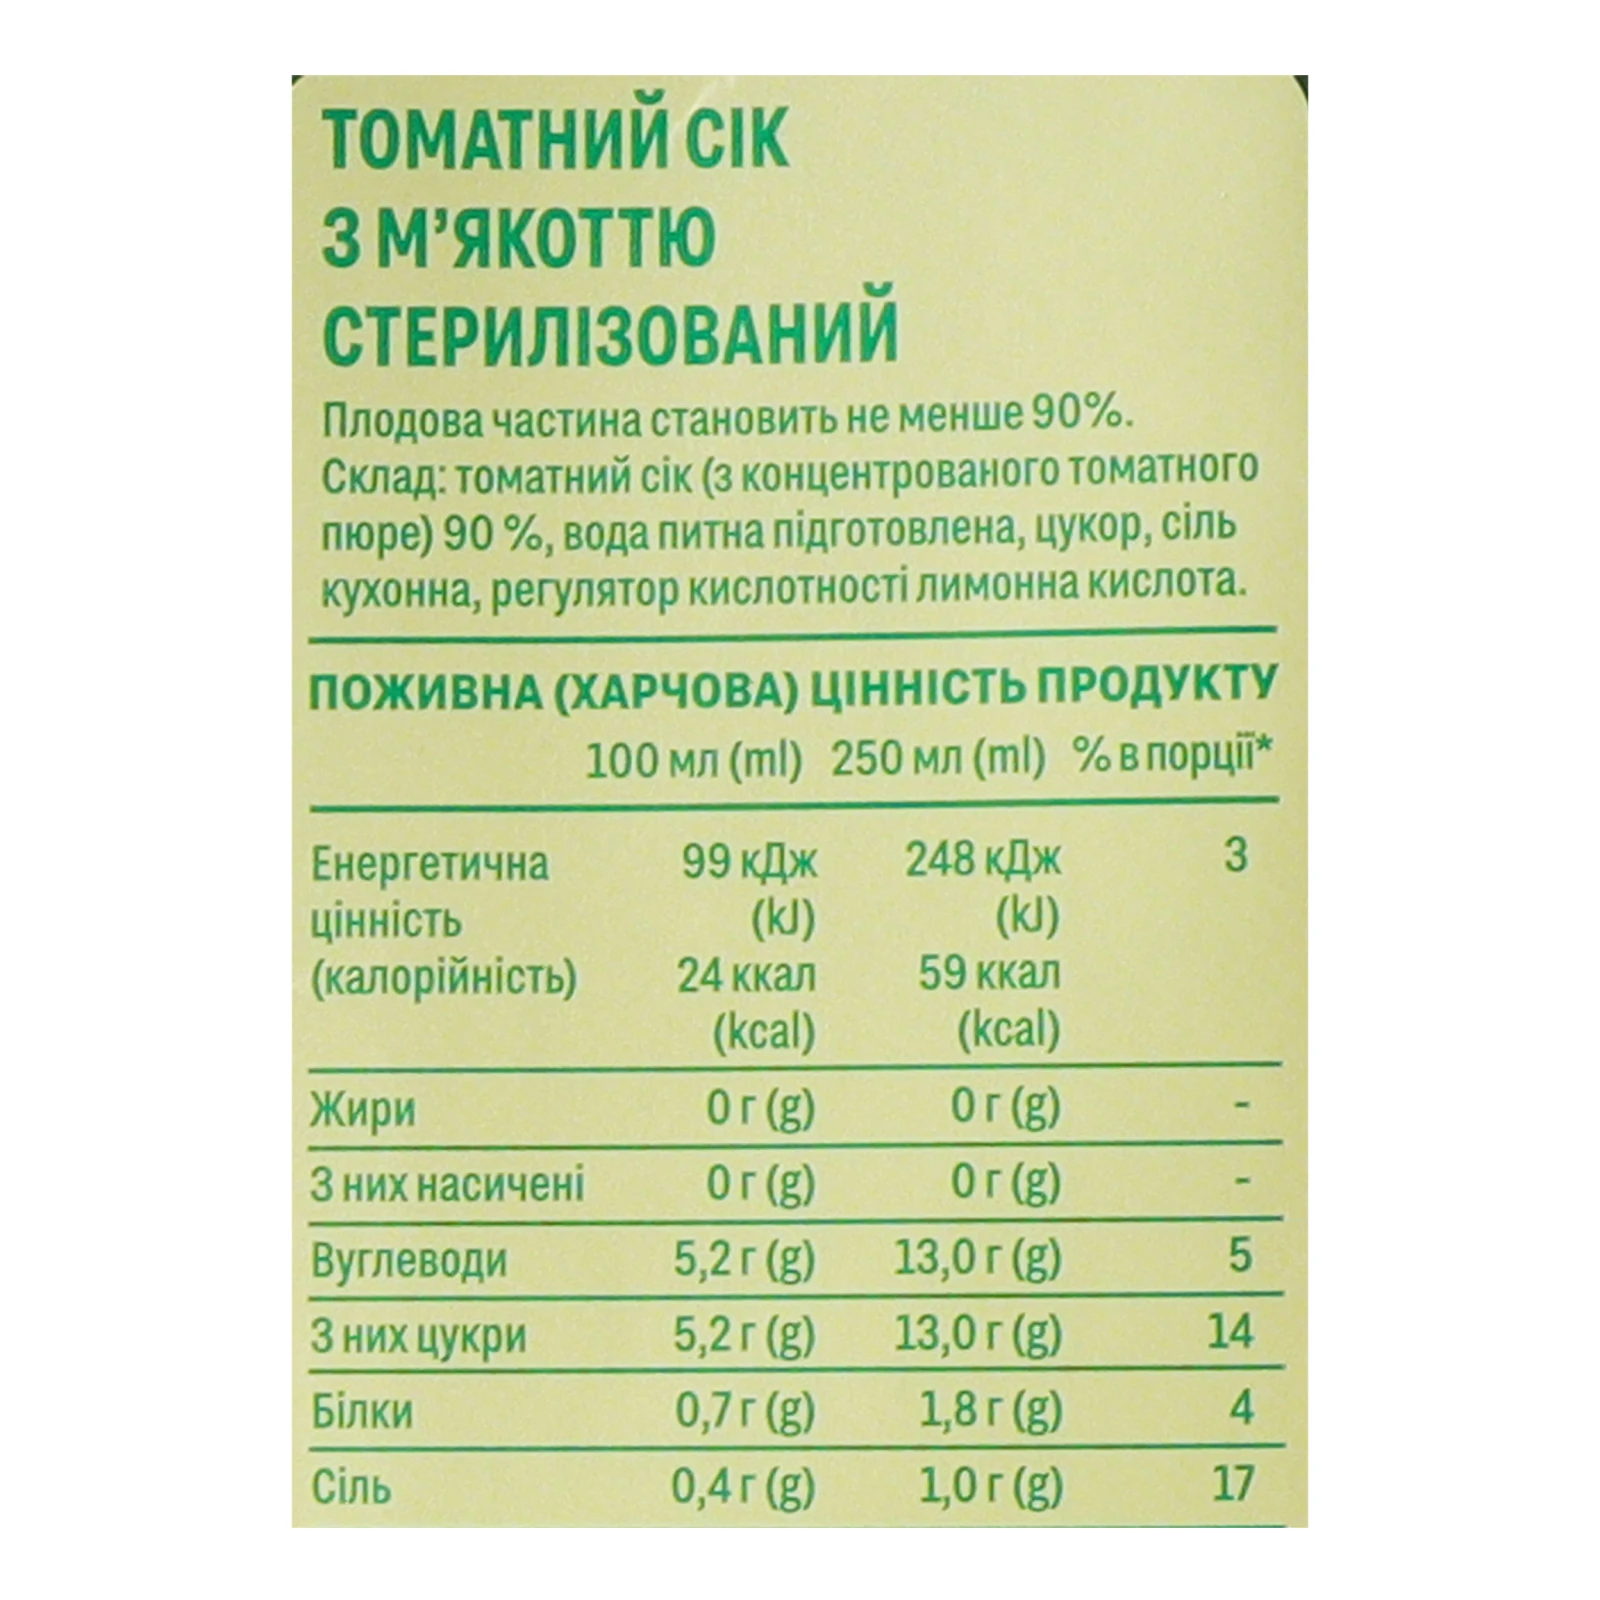 ТОМАТНИЙ СІК
З М’ЯКОТТЮ
СТЕРИЛІЗОВАНИЙ
Плодова частина становить не менше 90%.
Склад: томатний сік (з концентрованого томатного
пюре) 90 %, вода питна підготовлена, цукор, сіль
кухонна, регулятор кислотності лимонна кислота.
ПОЖИВНА (ХАРЧОВА) ЦІННІСТЬ ПРОДУКТУ
100 мл (ml) 250 мл (ml) % в порції*
Енергетична 99 кДж 248 кДж 3
цінність (kJ) (kJ)
(калорійність) 24 ккал 59 ккал
(kcal) (kcal)
Жири 0 г (g) 0 г (g) -
З них насичені 0 г (g) 0 г (g) -
Вуглеводи 5,2 г (g) 13,0 г (g) 5
З них цукри 5,2 г (g) 13,0 г (g) 14
Білки 0,7 г (g) 1,8 г (g) 4
Сіль 0,4 г (g) 1,0 г (g) 17